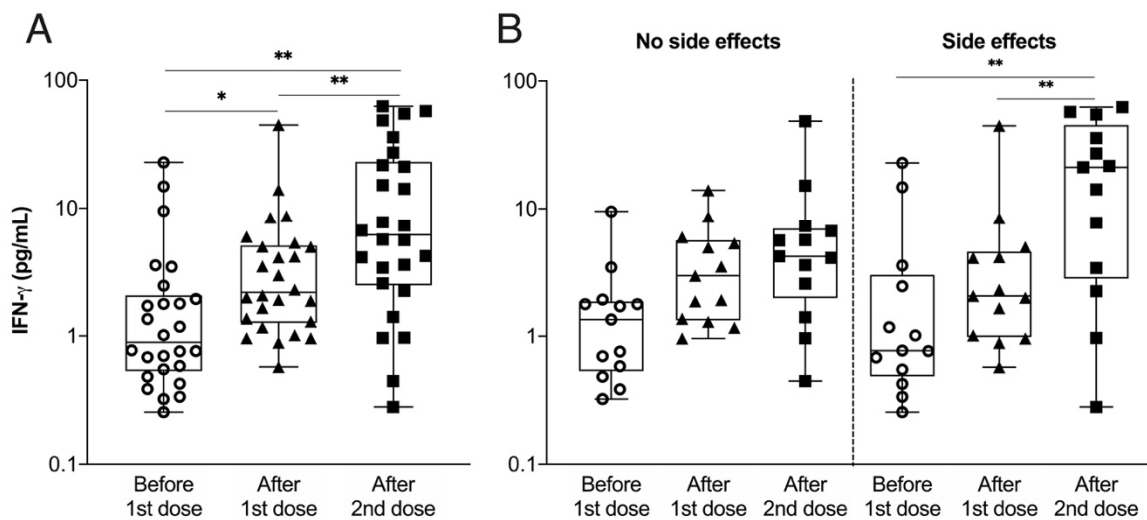 A
IFN-γ (pg/mL)
100
10
1
0.1
**
*
**
Before
1st dose
After
1st dose
After
2nd dose
B
No side effects
Side effects
100
10
1
0.1
**
**
Before
1st dose
After
1st dose
After
2nd dose
Before
1st dose
After
1st dose
After
2nd dose